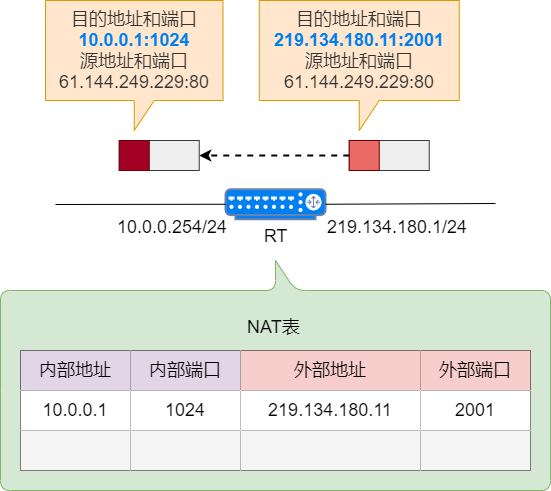 目的地址和端口
10.0.0.1:1024
源地址和端口
61.144.249.229:80
目的地址和端口
219.134.180.11:2001
源地址和端口
61.144.249.229:80
10.0.0.254/24
RT
219.134.180.1/24
NAT表
内部地址 内部端口 外部地址 外部端口
10.0.0.1 1024 219.134.180.11 2001